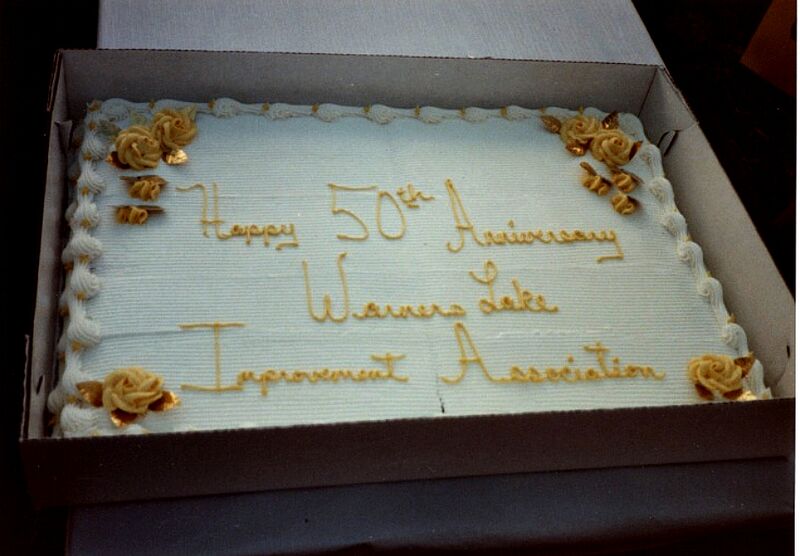 Happy 50th Anniversary
Warners Lake
Improvement Association